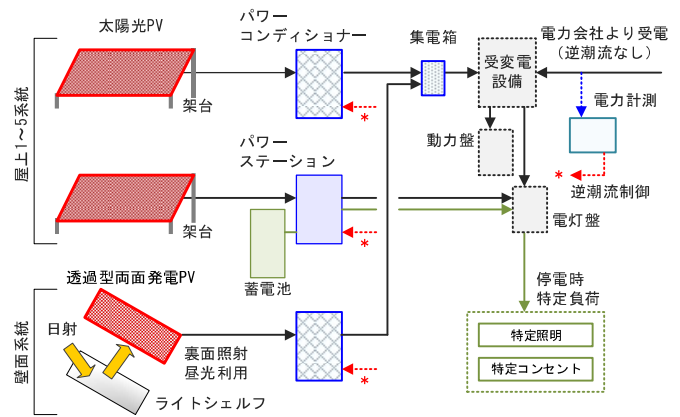 太陽光PV
パワー
コンディショナー
集電箱
電力会社より受電
(逆潮流なし)
受変電
設備
電力計測
架台
*
動力盤
屋上1～5系統
パワー
ステーション
*
逆潮流制御
架台
電灯盤
*
蓄電池
透過型両面発電PV
停電時
特定負荷
日射
特定照明
裏面照射
昼光利用
特定コンセント
*
壁面系統
ライトシェルフ